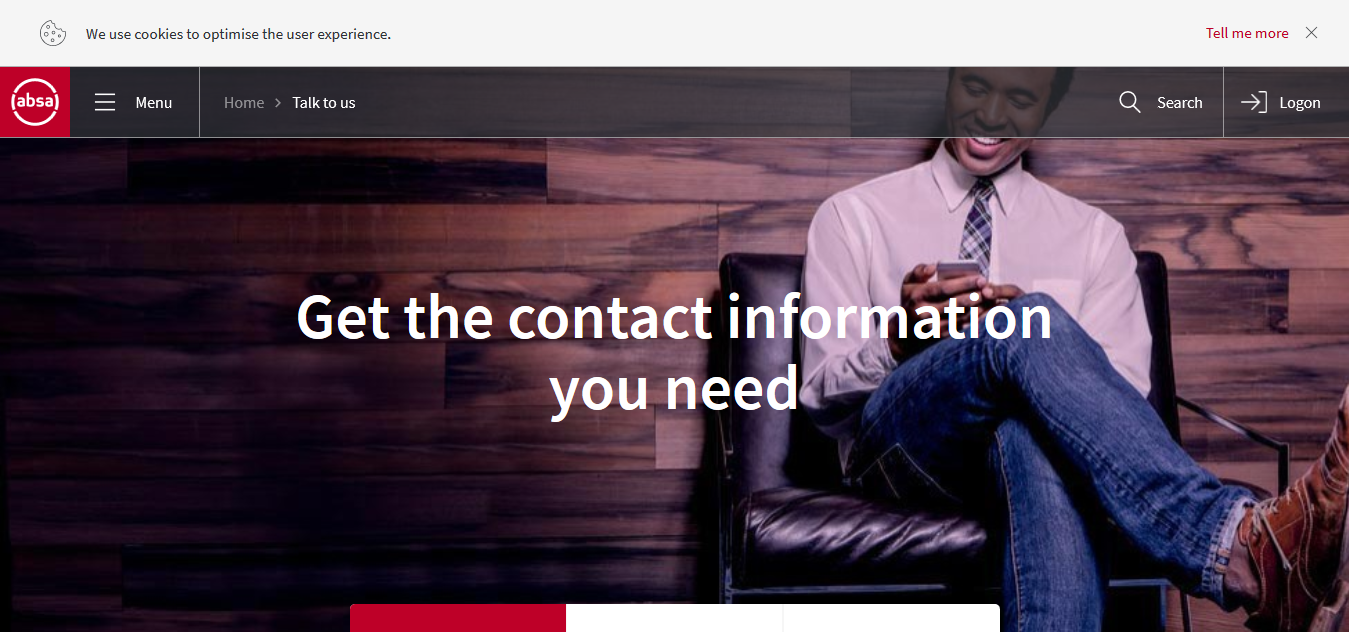 We use cookies to optimise the user experience.
Tell me more
absa
Menu
Home
Talk to us
Search
Logon
Get the contact information
you need